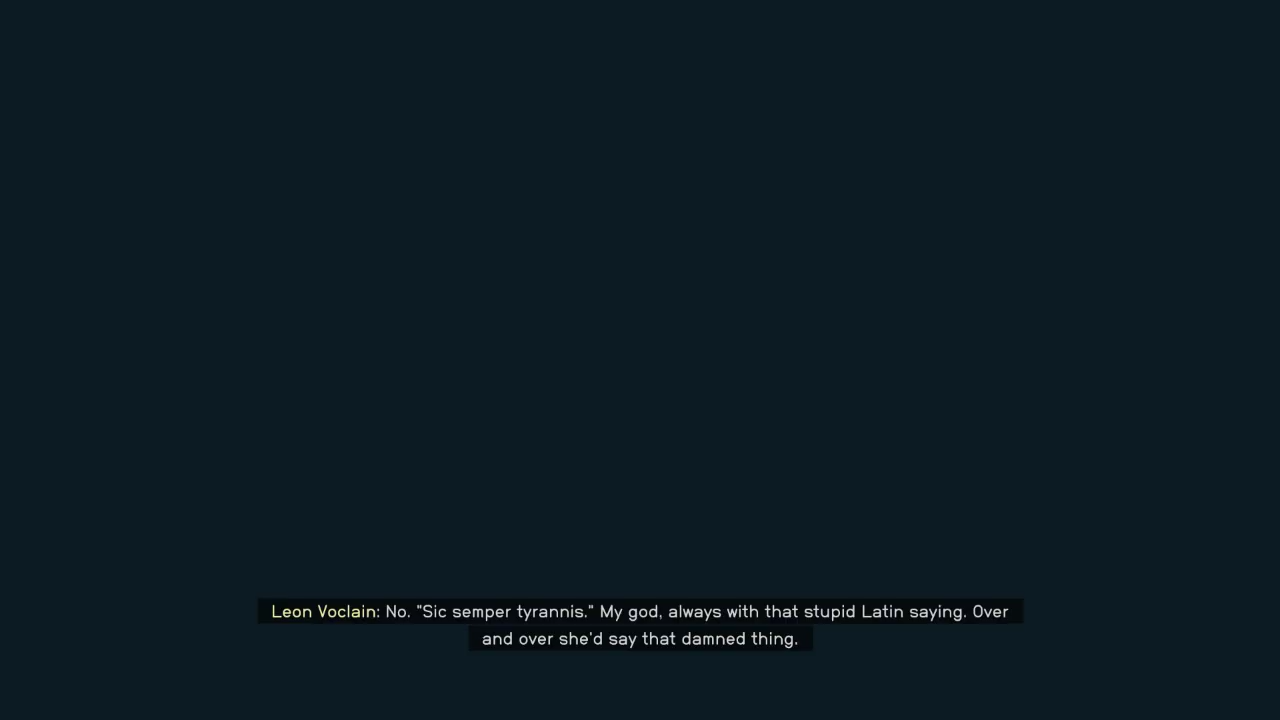 Leon Voclain: No. "Sic semper tyrannis." My god, always with that stupid Latin saying. Over
and over she'd say that damned thing.